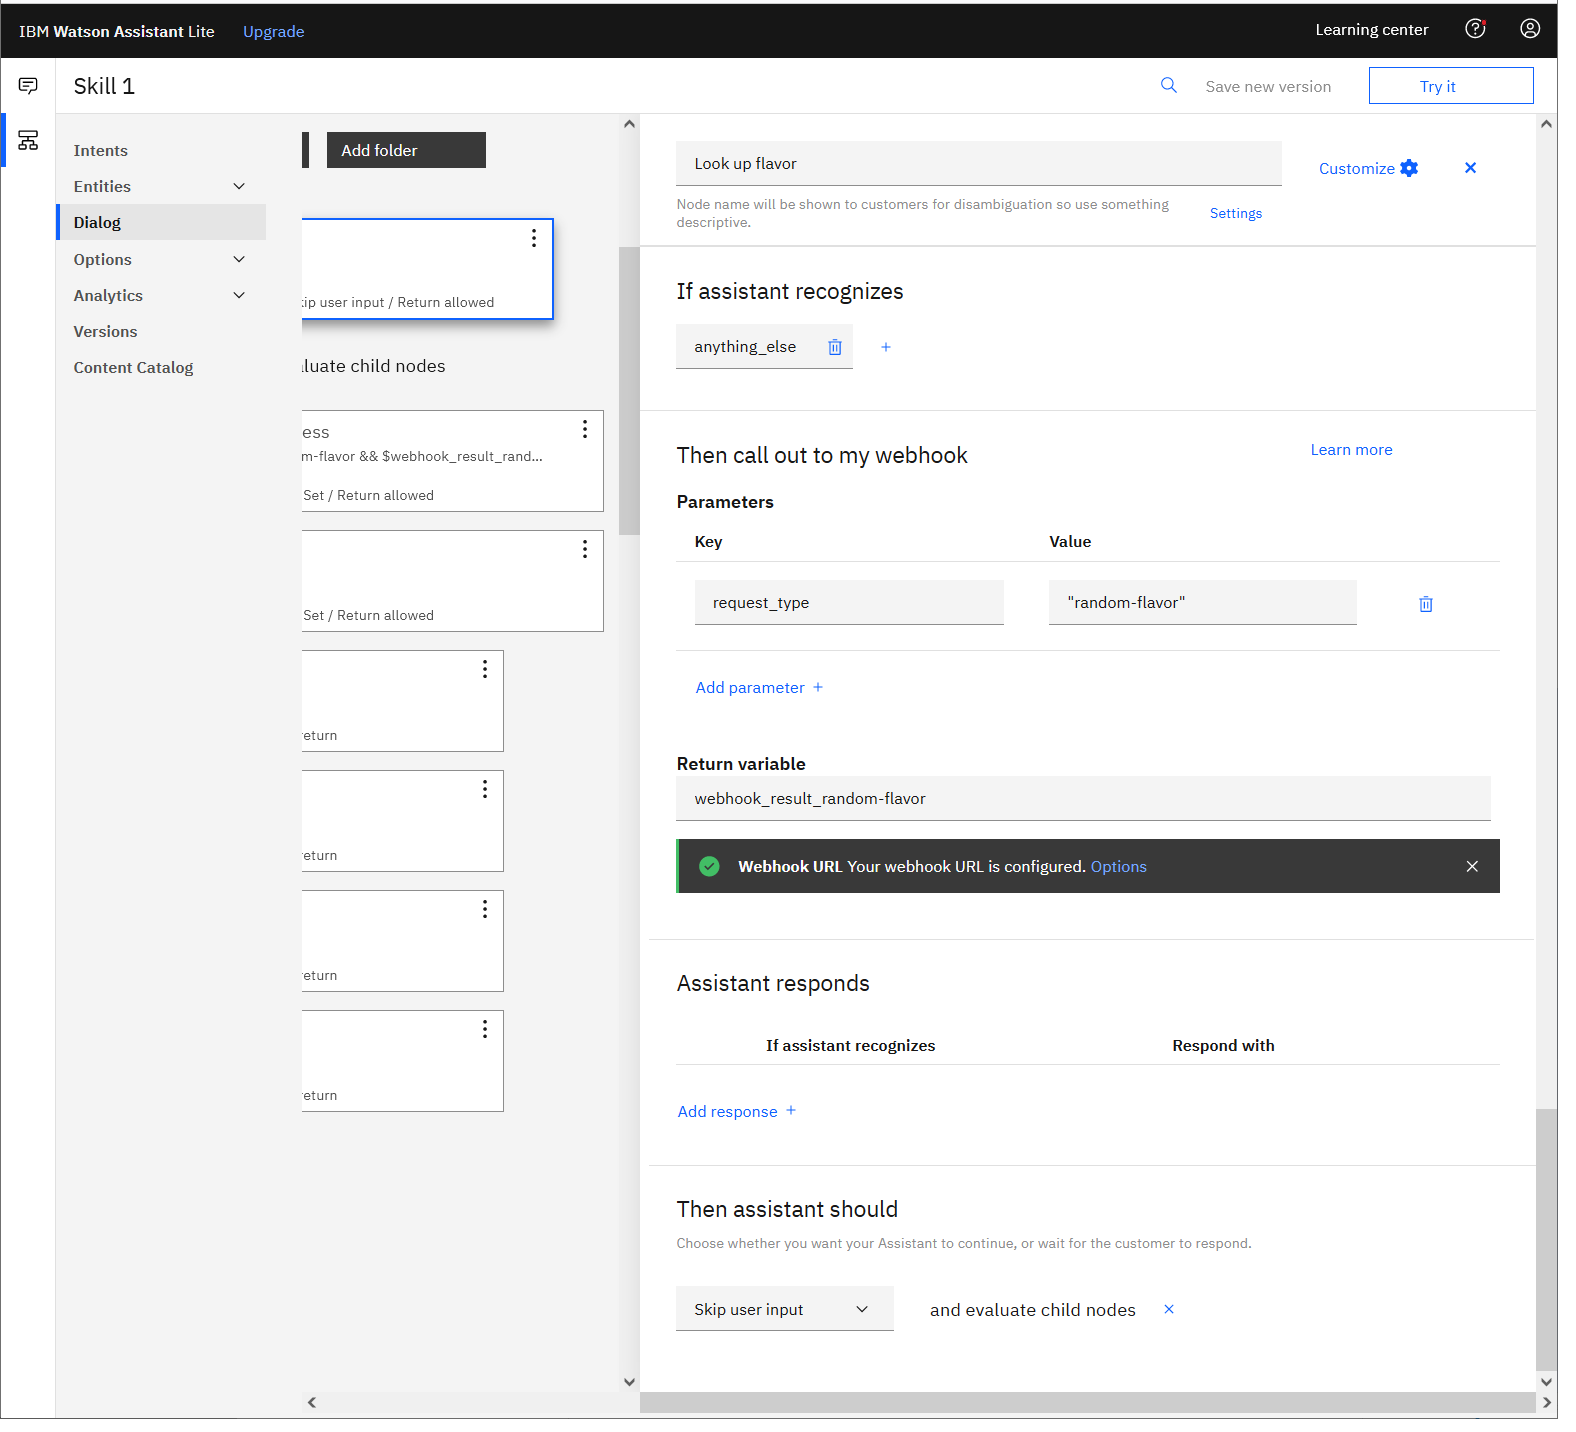 IBM Watson Assistant Lite Upgrade Learning center
Skill 1 Save new version Try it
Intents
Entities
Dialog
Options
Analytics
Versions
Content Catalog
Add folder
ip user input / Return allowed
luate child nodes
ess
m-flavor && $webhook_result_rand...
Set / Return allowed
Set / Return allowed
eturn
eturn
eturn
eturn
Look up flavor
Customize
Node name will be shown to customers for disambiguation so use something
descriptive.
Settings
If assistant recognizes
anything_else
Then call out to my webhook
Learn more
Parameters
Key Value
request_type "random-flavor"
Add parameter +
Return variable
webhook_result_random-flavor
Webhook URL Your webhook URL is configured. Options
Assistant responds
If assistant recognizes Respond with
Add response +
Then assistant should
Choose whether you want your Assistant to continue, or wait for the customer to respond.
Skip user input and evaluate child nodes